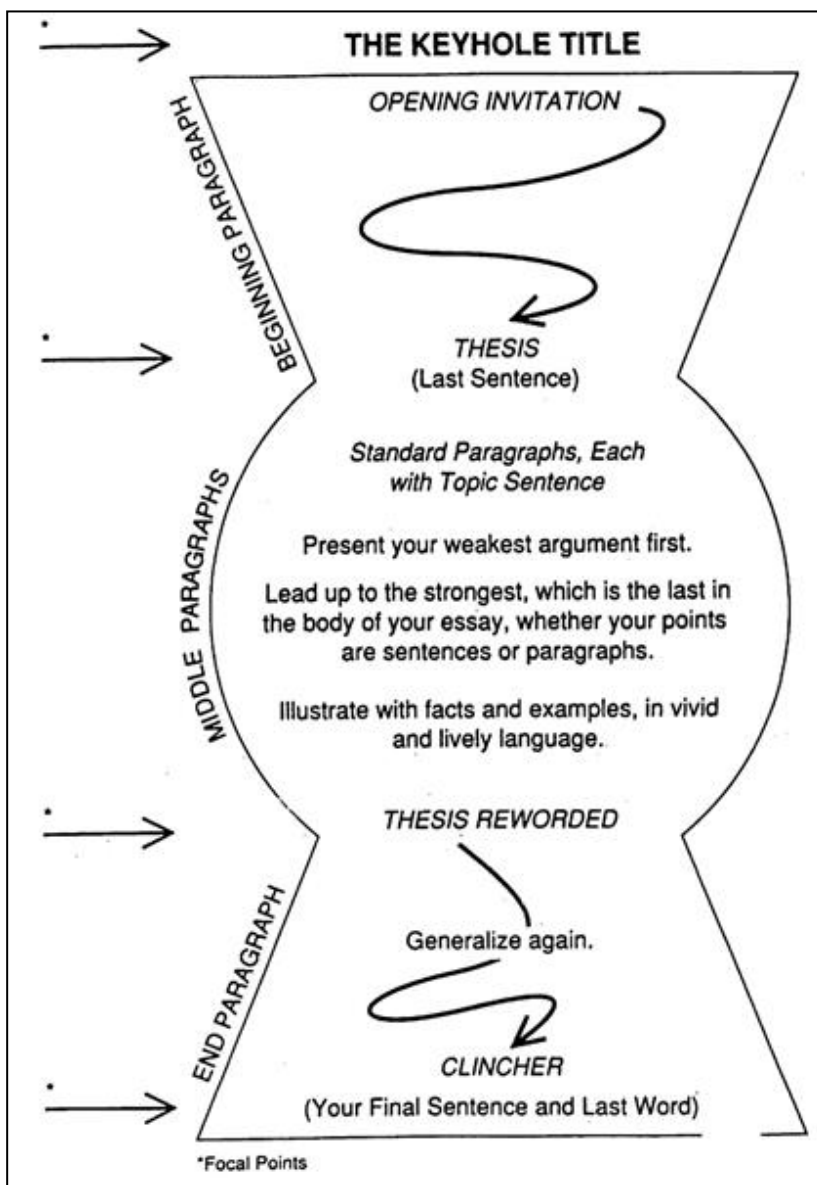 *
THE KEYHOLE TITLE
OPENING INVITATION
BEGINNING PARAGRAPH
*
THESIS
(Last Sentence)
Standard Paragraphs, Each
with Topic Sentence
Present your weakest argument first.
Lead up to the strongest, which is the last in
the body of your essay, whether your points
are sentences or paragraphs.
MIDDLE PARAGRAPHS
Illustrate with facts and examples, in vivid
and lively language.
*
THESIS REWORDED
Generalize again.
END PARAGRAPH
CLINCHER
*
(Your Final Sentence and Last Word)
*Focal Points